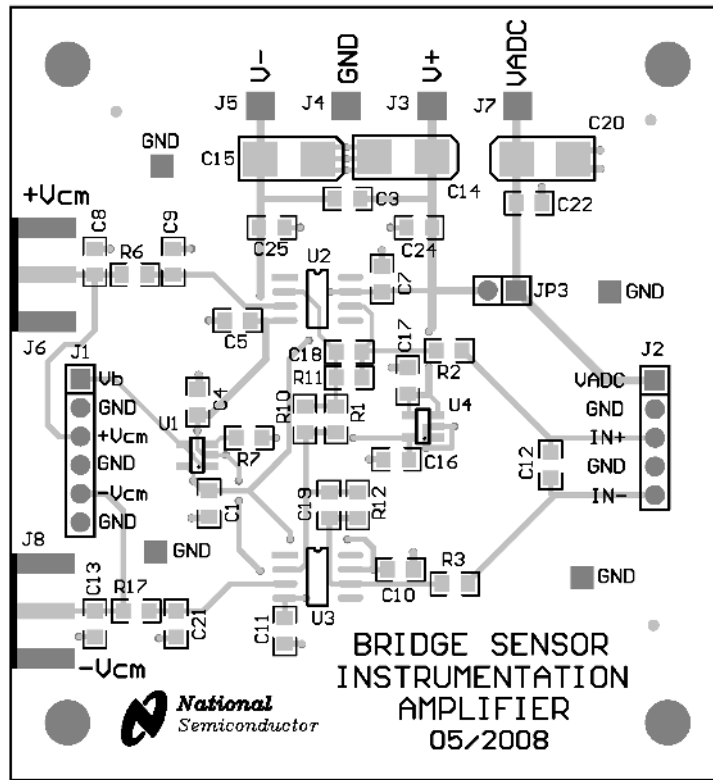 V-
GND
V+
VADC
J5
J4
J3
J7
GND
C15
C14
C20
+Vcm
C3
C22
C8
C9
C25
U2
C24
R6
C7
JP3
GND
C5
C17
J6
J1
C18
R2
J2
Vb
R11
VADC
GND
C4
R10
R1
U4
GND
U1
+Vcm
R7
IN+
GND
C16
C12
GND
-Vcm
C1
C19
R12
IN-
GND
J8
GND
C13
R17
C10
R3
GND
C21
C11
U3
-Vcm
BRIDGE SENSOR
INSTRUMENTATION
AMPLIFIER
05/2008
National
Semiconductor